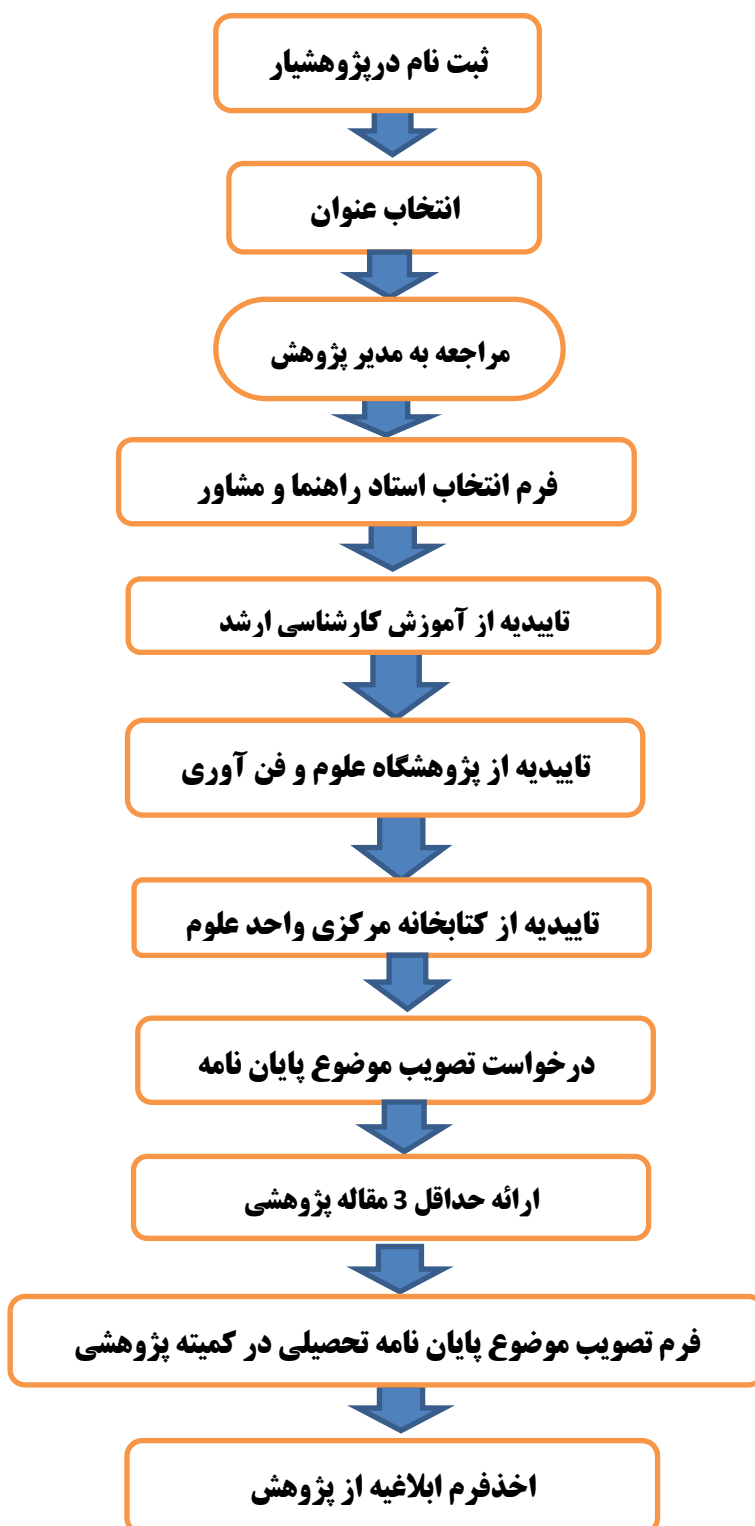 ثبت نام درپژوهشیار
انتخاب عنوان
مراجعه به مدیر پژوهش
فرم انتخاب استاد راهنما و مشاور
تاییدیه از آموزش کارشناسی ارشد
تاییدیه از پژوهشگاه علوم و فن آوری
تاییدیه از کتابخانه مرکزی واحد علوم
درخواست تصویب موضوع پایان نامه
ارائه حداقل 3 مقاله پژوهشی
فرم تصویب موضوع پایان نامه تحصیلی در کمیته پژوهشی
اخذفرم ابلاغیه از پژوهش